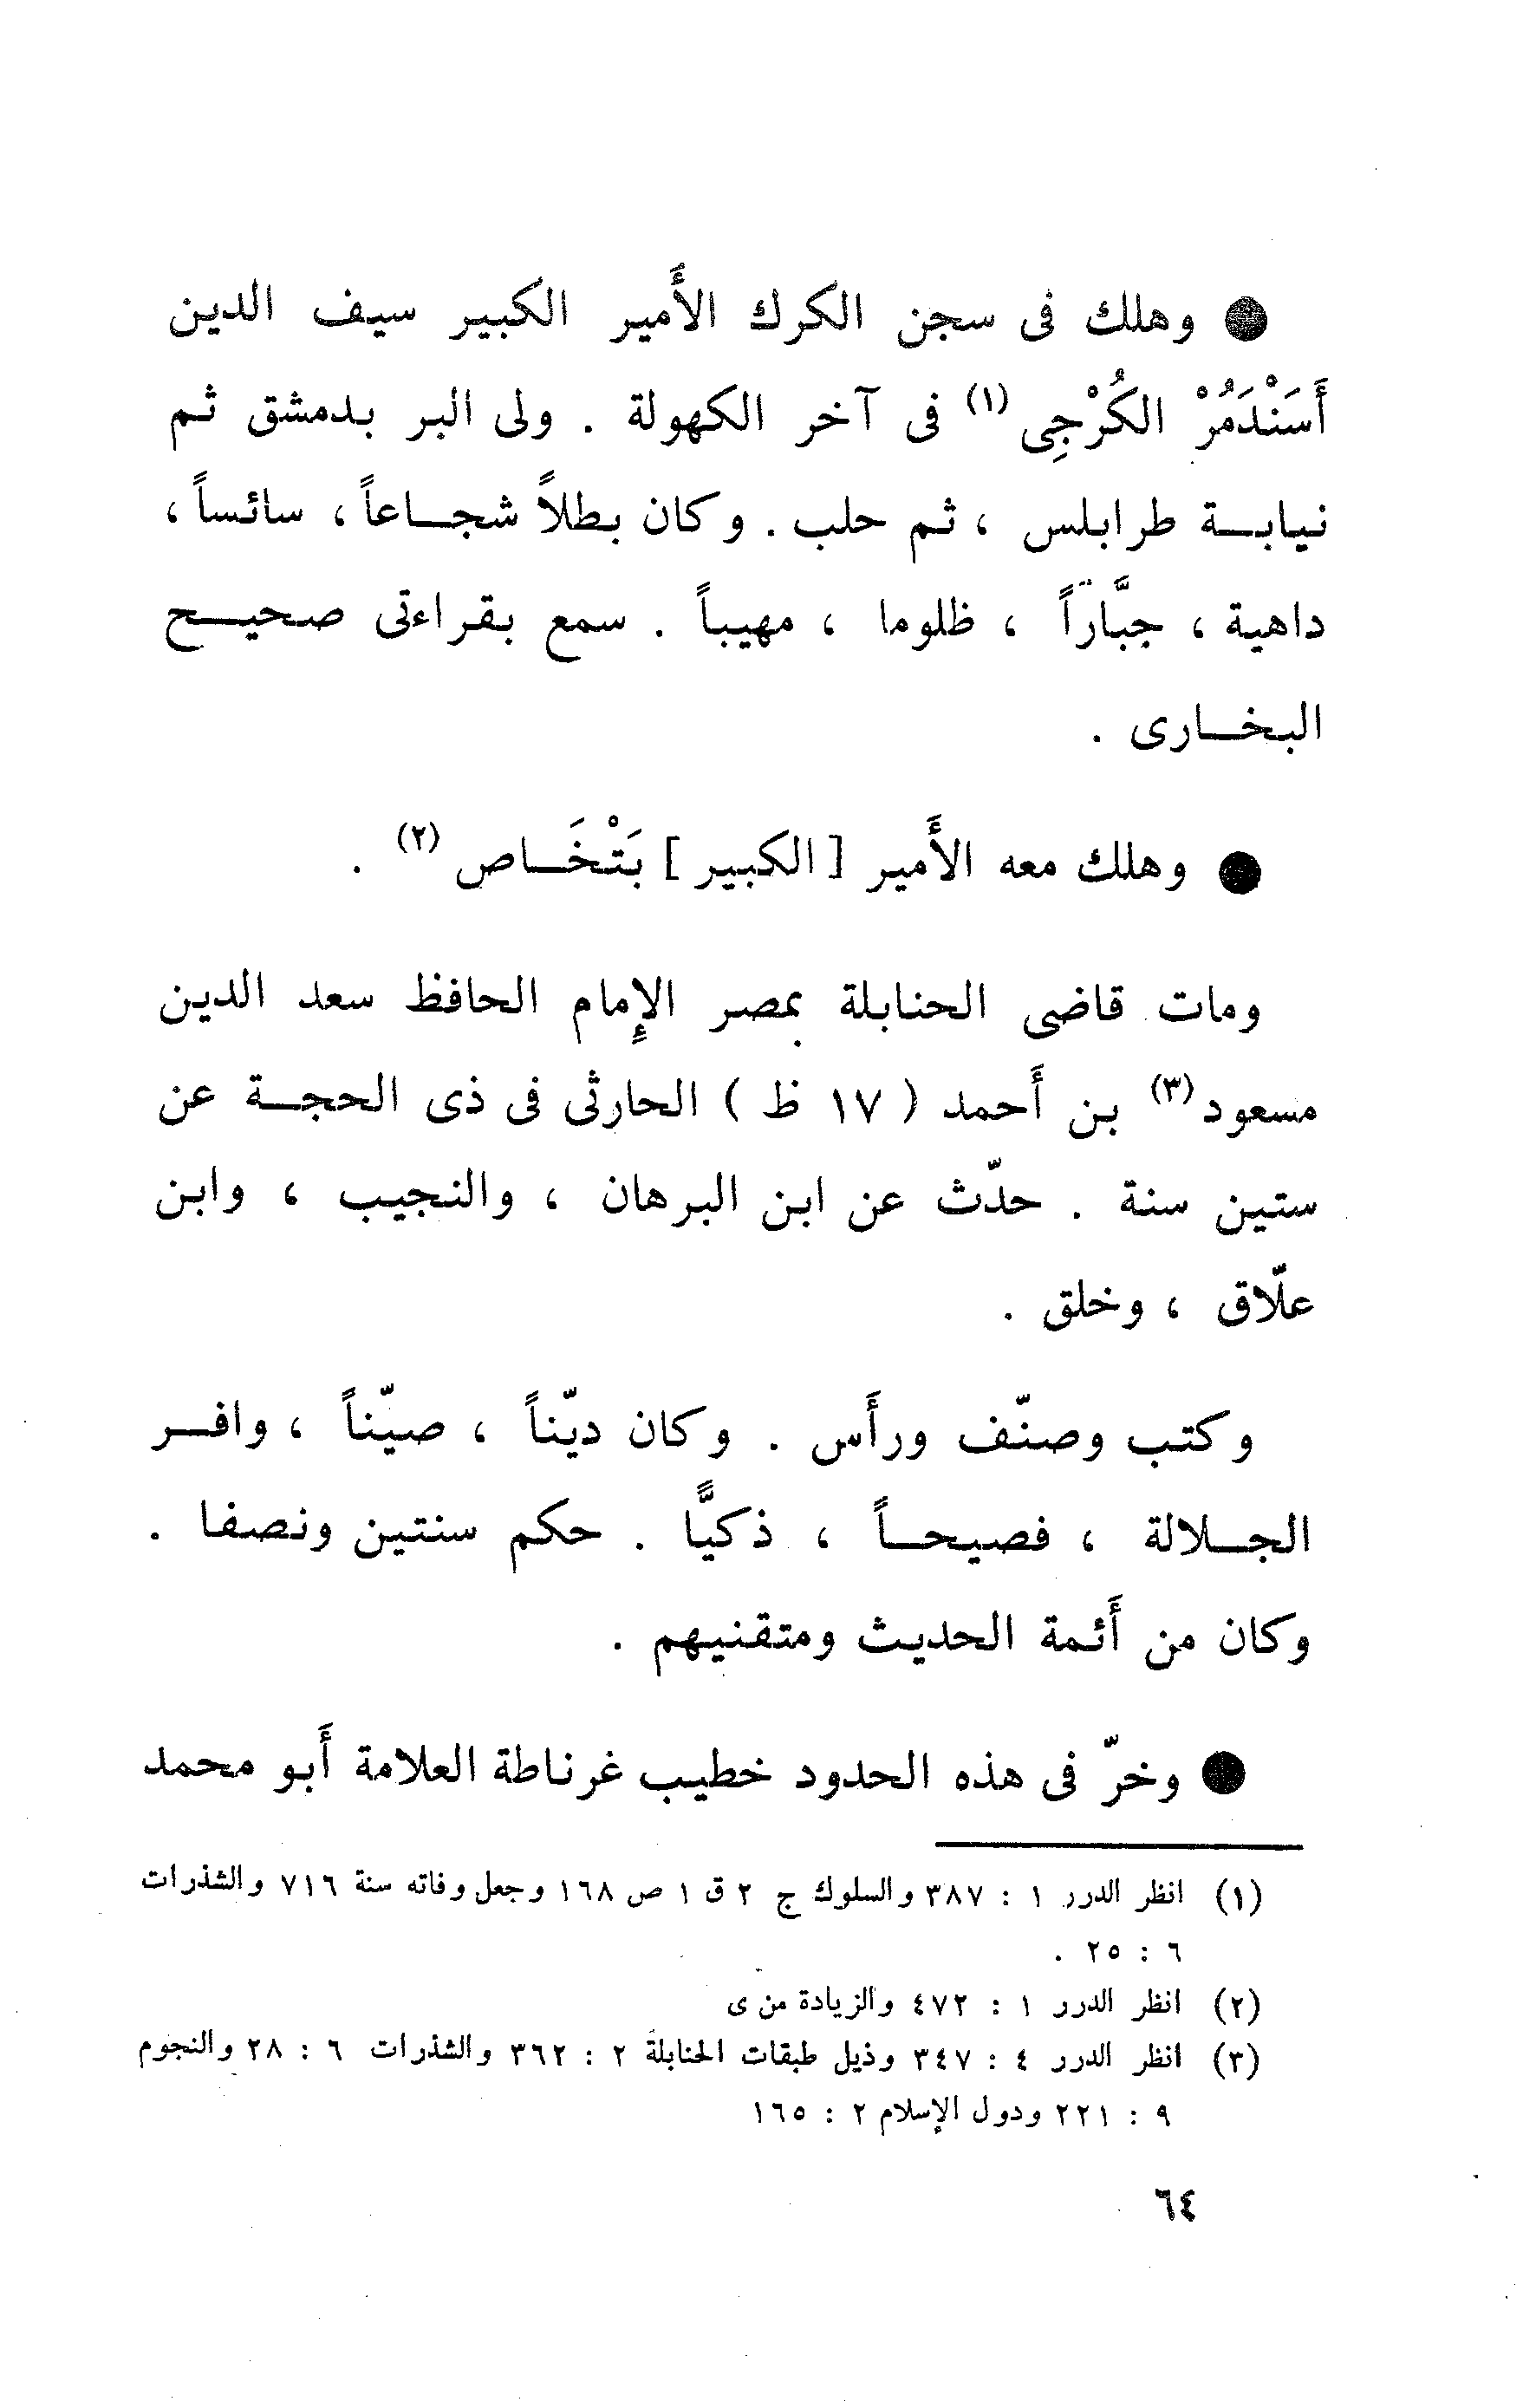 ● وهلك فى سجن الكرك الأَمير الكبير سيف الدين
أَسَنْدَمُرْ الكُرْجِى (١) فى آخر الكهولة . ولى البر بدمشق ثم
نيابة طرابلس ، ثم حلب . وكان بطلاً شجاعاً ، سائساً ،
داهية ، جبَّاراً ، ظلوما ، مهيباً . سمع بقراءتى صحيح
البخارى .
● وهلك معه الأَمير [ الكبير ] بَتْخَاص (٢) .
ومات قاضى الحنابلة بمصر الإِمام الحافظ سعد الدين
مسعود (٣) بن أَحمد ( ١٧ ظ ) الحارثى فى ذى الحجة عن
ستين سنة . حدّث عن ابن البرهان ، والنجيب ، وابن
علّاق ، وخلق .
وكتب وصنّف ورأَس . وكان ديّناً ، صيّناً ، وافر
الجلالة ، فصيحاً ، ذكيًّا . حكم سنتين ونصفا .
وكان من أَئمة الحديث ومتقنيهم .
● وخرّ فى هذه الحدود خطيب غرناطة العلامة أَبو محمد
(١) انظر الدرر ١ : ٣٨٧ والسلوك ج ٢ ق ١ ص ١٦٨ وجعل وفاته سنة ٧١٦ والشذرات
٦ : ٢٥ .
(٢) انظر الدرر ١ : ٤٧٢ والزيادة من ى
(٣) انظر الدرر ٤ : ٣٤٧ وذيل طبقات الحنابلة ٢ : ٣٦٢ والشذرات ٦ : ٢٨ والنجوم
٩ : ٢٢١ ودول الإسلام ٢ : ١٦٥
٦٤